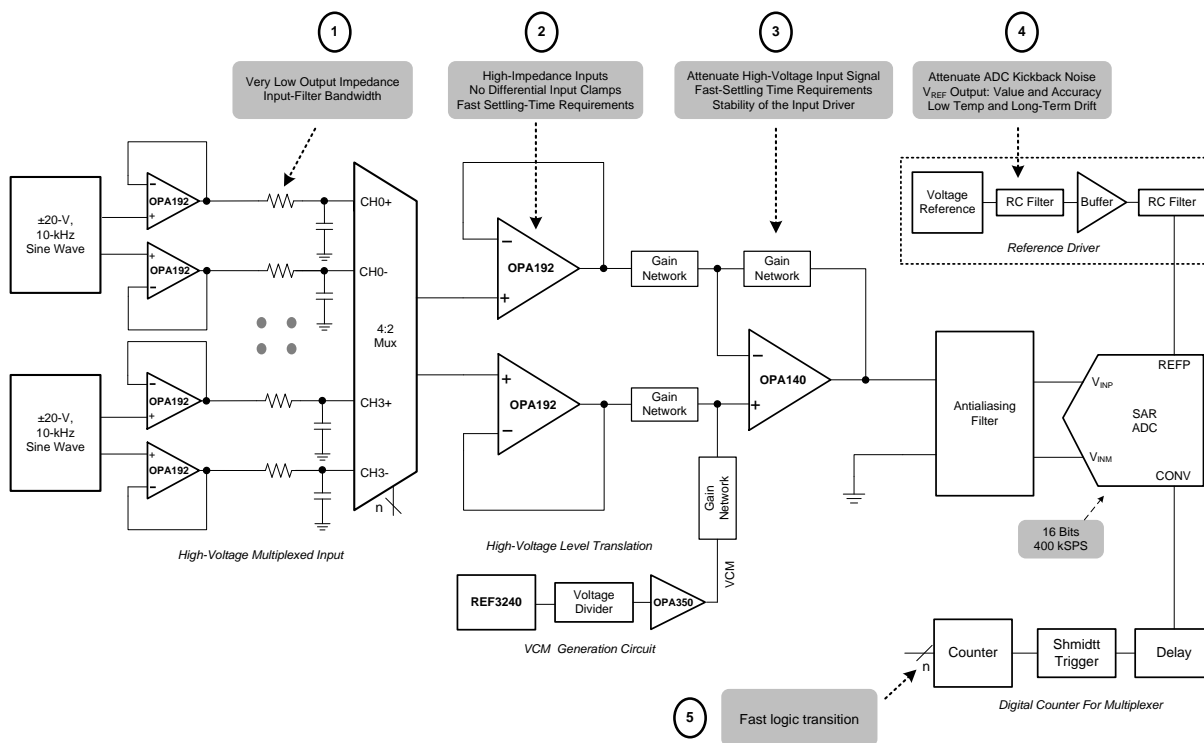 1
2
3
4
Very Low Output Impedance
Input-Filter Bandwidth
High-Impedance Inputs
No Differential Input Clamps
Fast Settling-Time Requirements
Attenuate High-Voltage Input Signal
Fast-Settling Time Requirements
Stability of the Input Driver
Attenuate ADC Kickback Noise
VREF Output: Value and Accuracy
Low Temp and Long-Term Drift
±20-V,
10-kHz
Sine Wave
OPA192
OPA192
CH0+
CH0-
4:2
Mux
±20-V,
10-kHz
Sine Wave
OPA192
OPA192
CH3+
CH3-
n
High-Voltage Multiplexed Input
OPA192
OPA192
Gain
Network
Gain
Network
Gain
Network
Gain
Network
OPA140
High-Voltage Level Translation
VCM
REF3240
Voltage
Divider
OPA350
VCM Generation Circuit
Voltage
Reference
RC Filter
Buffer
RC Filter
Reference Driver
Antialiasing
Filter
REFP
VINP
SAR
ADC
VINM
CONV
16 Bits
400 kSPS
n
Counter
Shmidtt
Trigger
Delay
Digital Counter For Multiplexer
5
Fast logic transition